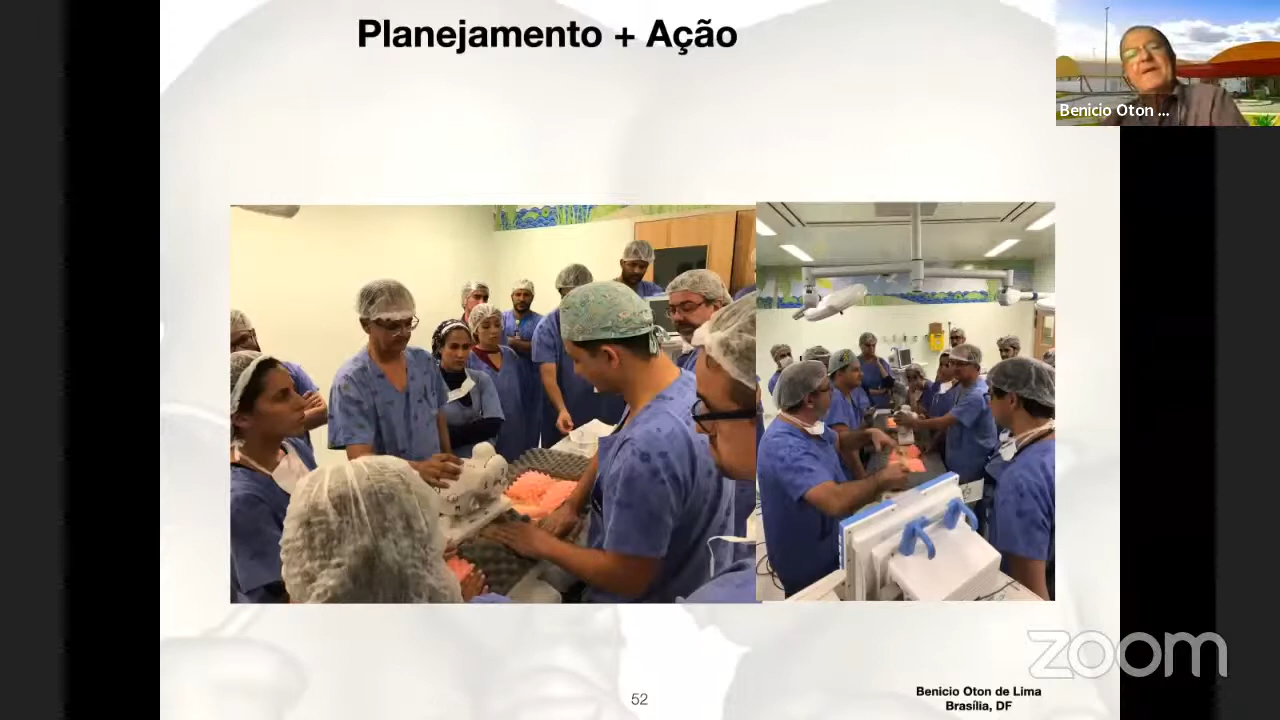 Planejamento + Ação
Benicio Oton ...
zoom
52
Benicio Oton de Lima
Brasília, DF